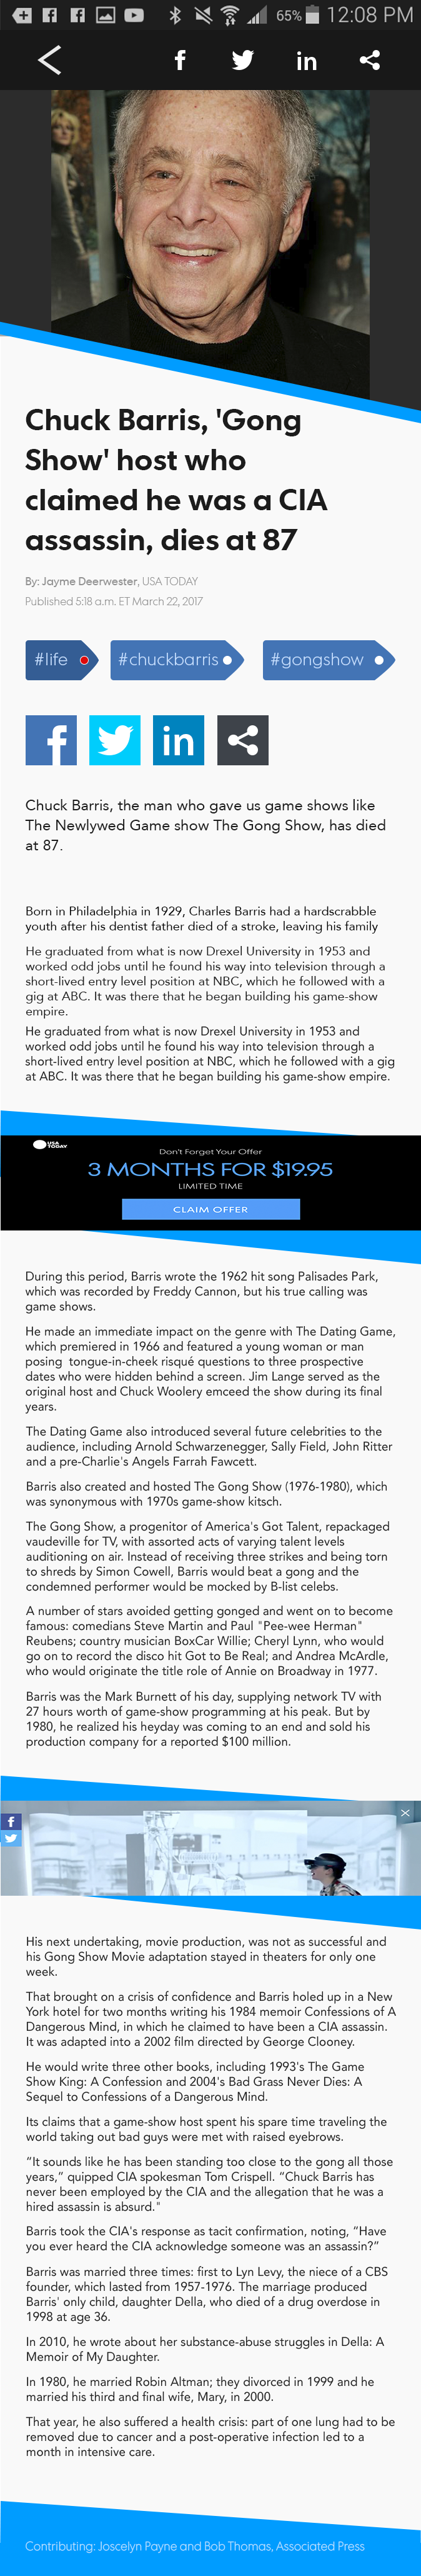 65% 12:08 PM
f in
Chuck Barris, 'Gong
Show' host who
claimed he was a CIA
assassin, dies at 87
By: Jayme Deerwester, USA TODAY
Published 5:18 a.m. ET March 22, 2017
#life #chuckbarris #gongshow
f in
Chuck Barris, the man who gave us game shows like
The Newlywed Game show The Gong Show, has died
at 87.
Born in Philadelphia in 1929, Charles Barris had a hardscrabble
youth after his dentist father died of a stroke, leaving his family
He graduated from what is now Drexel University in 1953 and
worked odd jobs until he found his way into television through a
short-lived entry level position at NBC, which he followed with a
gig at ABC. It was there that he began building his game-show
empire.
He graduated from what is now Drexel University in 1953 and
worked odd jobs until he found his way into television through a
short-lived entry level position at NBC, which he followed with a gig
at ABC. It was there that he began building his game-show empire.
USA
TODAY
Don't Forget Your Offer
3 MONTHS FOR $19.95
LIMITED TIME
CLAIM OFFER
During this period, Barris wrote the 1962 hit song Palisades Park,
which was recorded by Freddy Cannon, but his true calling was
game shows.
He made an immediate impact on the genre with The Dating Game,
which premiered in 1966 and featured a young woman or man
posing tongue-in-cheek risqué questions to three prospective
dates who were hidden behind a screen. Jim Lange served as the
original host and Chuck Woolery emceed the show during its final
years.
The Dating Game also introduced several future celebrities to the
audience, including Arnold Schwarzenegger, Sally Field, John Ritter
and a pre-Charlie's Angels Farrah Fawcett.
Barris also created and hosted The Gong Show (1976-1980), which
was synonymous with 1970s game-show kitsch.
The Gong Show, a progenitor of America's Got Talent, repackaged
vaudeville for TV, with assorted acts of varying talent levels
auditioning on air. Instead of receiving three strikes and being torn
to shreds by Simon Cowell, Barris would beat a gong and the
condemned performer would be mocked by B-list celebs.
A number of stars avoided getting gonged and went on to become
famous: comedians Steve Martin and Paul "Pee-wee Herman"
Reubens; country musician BoxCar Willie; Cheryl Lynn, who would
go on to record the disco hit Got to Be Real; and Andrea McArdle,
who would originate the title role of Annie on Broadway in 1977.
Barris was the Mark Burnett of his day, supplying network TV with
27 hours worth of game-show programming at his peak. But by
1980, he realized his heyday was coming to an end and sold his
production company for a reported $100 million.
f
His next undertaking, movie production, was not as successful and
his Gong Show Movie adaptation stayed in theaters for only one
week.
That brought on a crisis of confidence and Barris holed up in a New
York hotel for two months writing his 1984 memoir Confessions of A
Dangerous Mind, in which he claimed to have been a CIA assassin.
It was adapted into a 2002 film directed by George Clooney.
He would write three other books, including 1993's The Game
Show King: A Confession and 2004's Bad Grass Never Dies: A
Sequel to Confessions of a Dangerous Mind.
Its claims that a game-show host spent his spare time traveling the
world taking out bad guys were met with raised eyebrows.
“It sounds like he has been standing too close to the gong all those
years,” quipped CIA spokesman Tom Crispell. “Chuck Barris has
never been employed by the CIA and the allegation that he was a
hired assassin is absurd."
Barris took the CIA's response as tacit confirmation, noting, “Have
you ever heard the CIA acknowledge someone was an assassin?”
Barris was married three times: first to Lyn Levy, the niece of a CBS
founder, which lasted from 1957-1976. The marriage produced
Barris' only child, daughter Della, who died of a drug overdose in
1998 at age 36.
In 2010, he wrote about her substance-abuse struggles in Della: A
Memoir of My Daughter.
In 1980, he married Robin Altman; they divorced in 1999 and he
married his third and final wife, Mary, in 2000.
That year, he also suffered a health crisis: part of one lung had to be
removed due to cancer and a post-operative infection led to a
month in intensive care.
Contributing: Joscelyn Payne and Bob Thomas, Associated Press